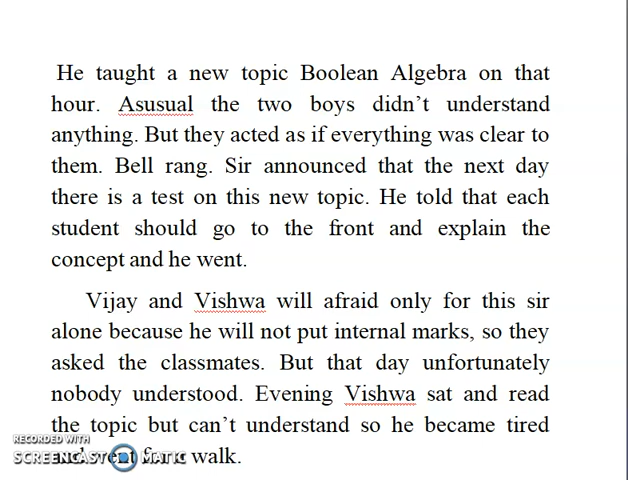 He taught a new topic Boolean Algebra on that
hour. Asusual the two boys didn't understand
anything. But they acted as if everything was clear to
them. Bell rang. Sir announced that the next day
there is a test on this new topic. He told that each
student should go to the front and explain the
concept and he went.
Vijay and Vishwa will afraid only for this sir
alone because he will not put internal marks, so they
asked the classmates. But that day unfortunately
nobody understood. Evening Vishwa sat and read
the topic but can't understand so he became tired
and went for a walk.
RECORDED WITH
SCREENCAST MATIC